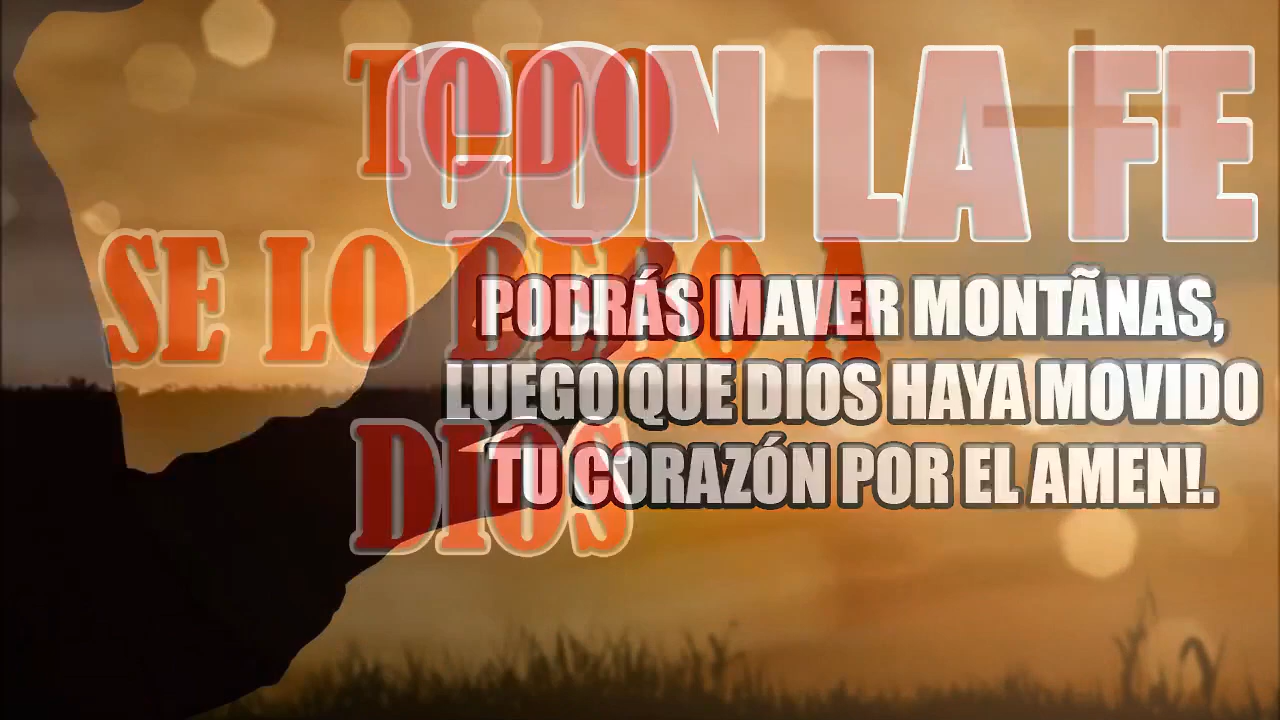 TODO
SE LO DEBO A
DIOS
CON LA FE
PODRÁS MAVER MONTÃNAS,
LUEGO QUE DIOS HAYA MOVIDO
TU CORAZÓN POR EL AMEN!.